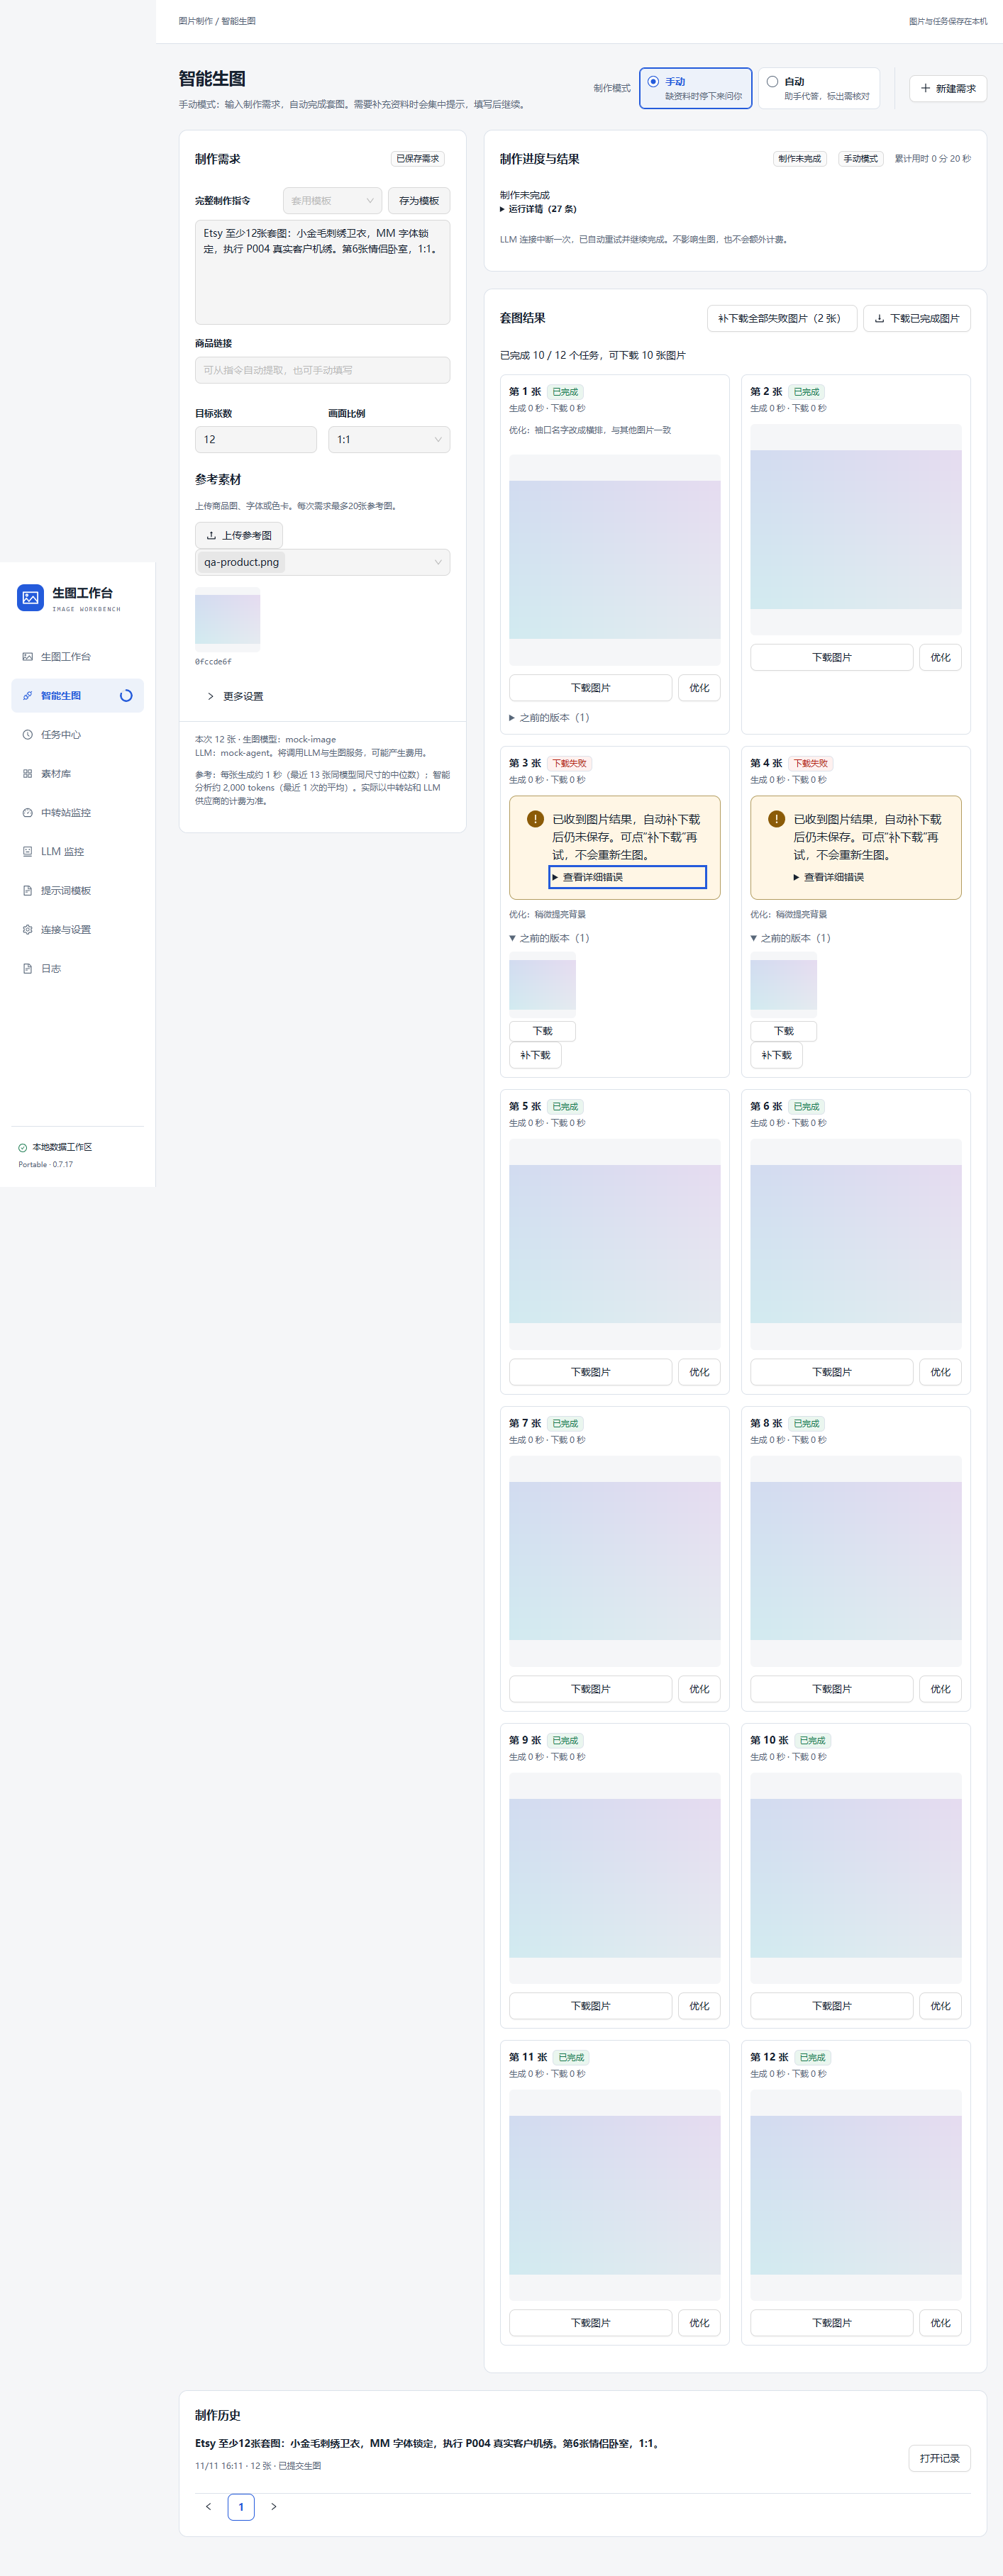 图片制作 / 智能生图
图片与任务保存在本机
智能生图
手动模式：输入制作需求，自动完成套图。需要补充资料时会集中提示，填写后继续。
制作模式
手动
缺资料时停下来问你
自动
助手代答，标出需核对
新建需求
生图工作台
IMAGE WORKBENCH
生图工作台
智能生图
任务中心
素材库
中转站监控
LLM 监控
提示词模板
连接与设置
日志
本地数据工作区
Portable · 0.7.17
制作需求
已保存需求
完整制作指令
套用模板
存为模板
Etsy 至少12张套图：小金毛刺绣卫衣，MM 字体锁
定，执行 P004 真实客户机绣。第6张情侣卧室，1:1。
商品链接
可从指令自动提取，也可手动填写
目标张数
画面比例
12
1:1
参考素材
上传商品图、字体或色卡。每次需求最多20张参考图。
上传参考图
qa-product.png
0fccde6f
更多设置
本次 12 张 · 生图模型：mock-image
LLM：mock-agent。将调用LLM与生图服务，可能产生费用。
参考：每张生成约 1 秒（最近 13 张同模型同尺寸的中位数）；智能
分析约 2,000 tokens（最近 1 次的平均）。实际以中转站和 LLM
供应商的计费为准。
制作进度与结果
制作未完成
手动模式
累计用时 0 分 20 秒
制作未完成
运行详情（27 条）
LLM 连接中断一次，已自动重试并继续完成。不影响生图，也不会额外计费。
套图结果
补下载全部失败图片（2 张）
下载已完成图片
已完成 10 / 12 个任务，可下载 10 张图片
第 1 张 已完成
生成 0 秒 · 下载 0 秒
优化：袖口名字改成横排，与其他图片一致
下载图片
优化
之前的版本（1）
第 2 张 已完成
生成 0 秒 · 下载 0 秒
下载图片
优化
第 3 张 下载失败
生成 0 秒 · 下载 0 秒
已收到图片结果，自动补下载
后仍未保存。可点“补下载”再
试，不会重新生图。
查看详细错误
优化：稍微提亮背景
之前的版本（1）
下载
补下载
第 4 张 下载失败
生成 0 秒 · 下载 0 秒
已收到图片结果，自动补下载
后仍未保存。可点“补下载”再
试，不会重新生图。
查看详细错误
优化：稍微提亮背景
之前的版本（1）
下载
补下载
第 5 张 已完成
生成 0 秒 · 下载 0 秒
下载图片
优化
第 6 张 已完成
生成 0 秒 · 下载 0 秒
下载图片
优化
第 7 张 已完成
生成 0 秒 · 下载 0 秒
下载图片
优化
第 8 张 已完成
生成 0 秒 · 下载 0 秒
下载图片
优化
第 9 张 已完成
生成 0 秒 · 下载 0 秒
下载图片
优化
第 10 张 已完成
生成 0 秒 · 下载 0 秒
下载图片
优化
第 11 张 已完成
生成 0 秒 · 下载 0 秒
下载图片
优化
第 12 张 已完成
生成 0 秒 · 下载 0 秒
下载图片
优化
制作历史
Etsy 至少12张套图：小金毛刺绣卫衣，MM 字体锁定，执行 P004 真实客户机绣。第6张情侣卧室，1:1。
11/11 16:11 · 12 张 · 已提交生图
打开记录
1